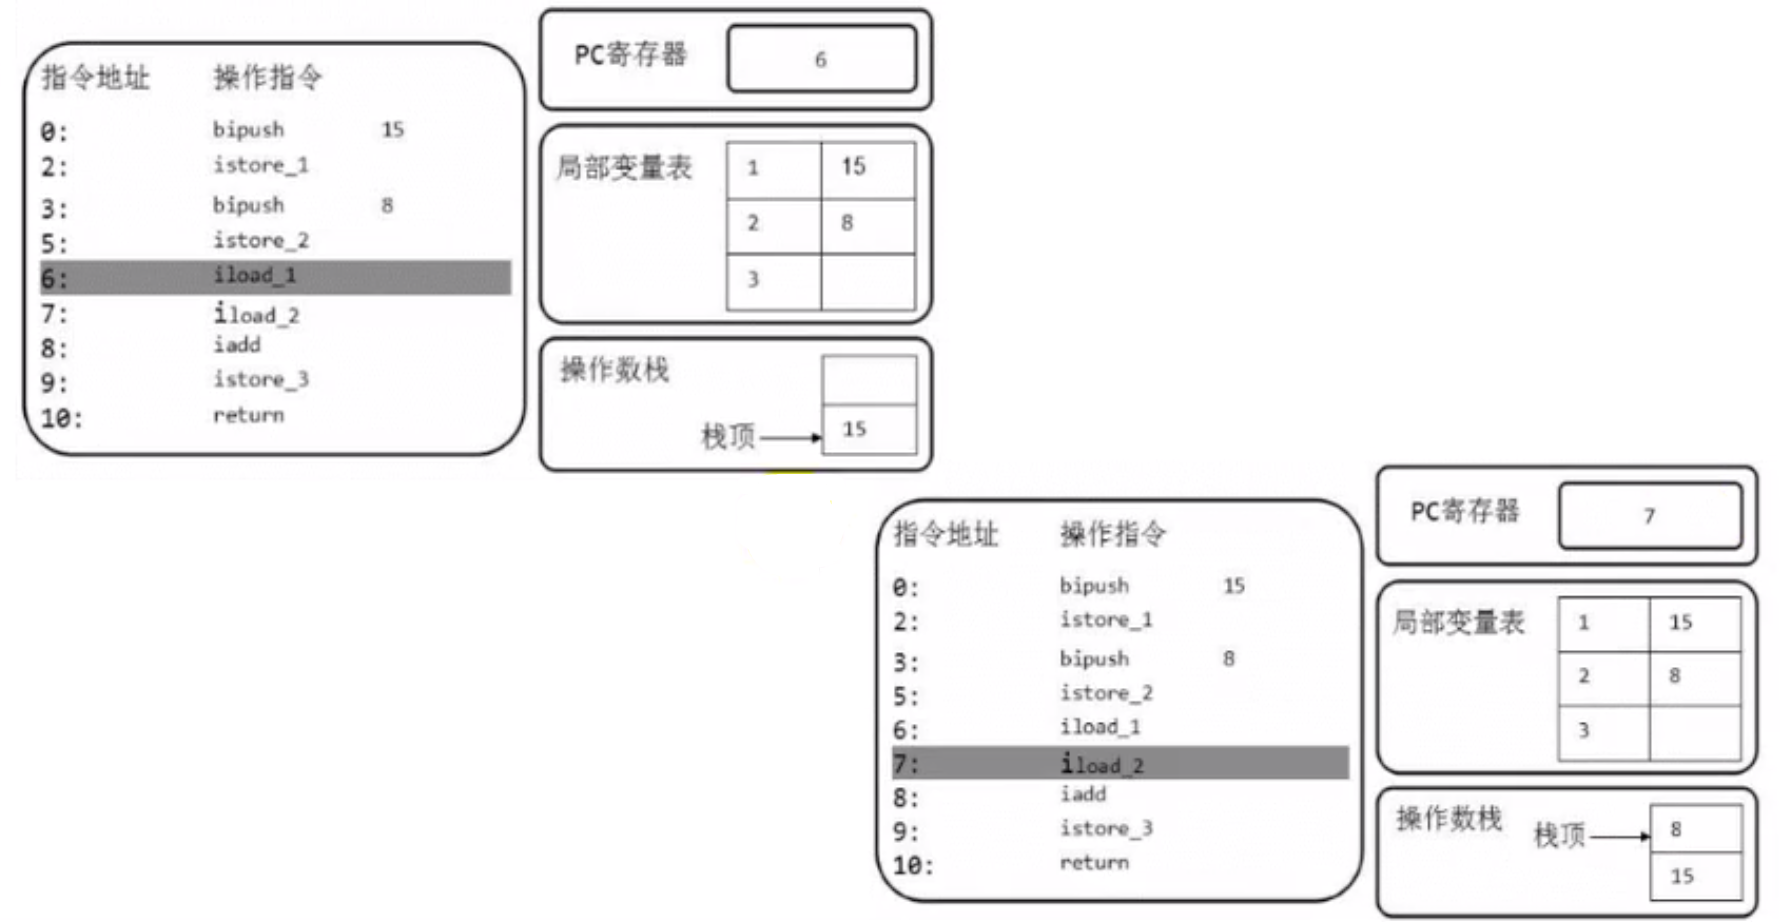 指令地址 操作指令
0: bipush 15
2: istore_1
3: bipush 8
5: istore_2
6: iload_1
7: iload_2
8: iadd
9: istore_3
10: return
PC寄存器 6
局部变量表 1 15
2 8
3
操作数栈
栈顶 15
指令地址 操作指令
0: bipush 15
2: istore_1
3: bipush 8
5: istore_2
6: iload_1
7: iload_2
8: iadd
9: istore_3
10: return
PC寄存器 7
局部变量表 1 15
2 8
3
操作数栈 栈顶 8
15